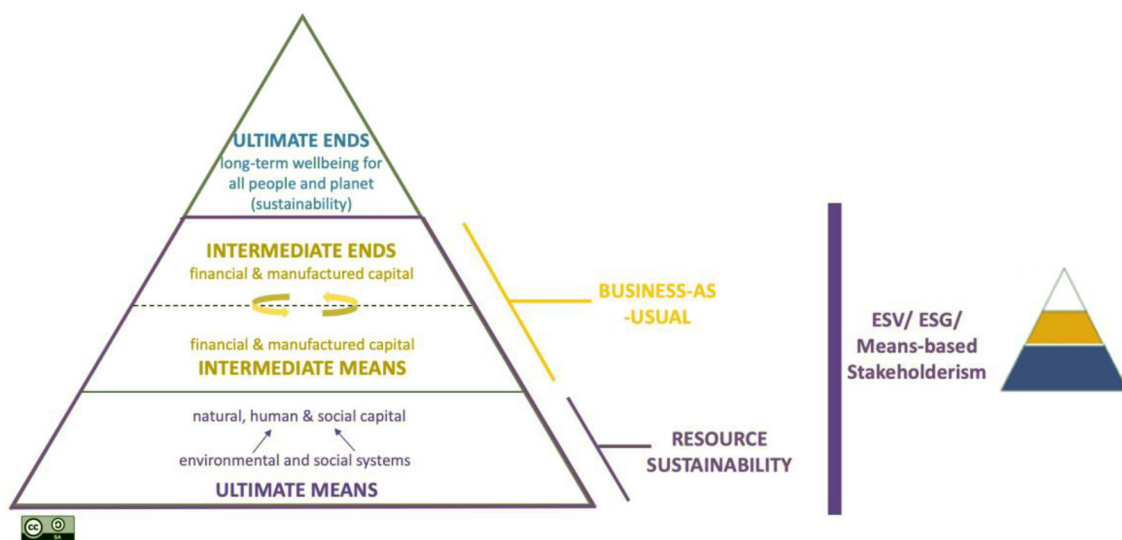 ULTIMATE ENDS
long-term wellbeing for
all people and planet
(sustainability)
INTERMEDIATE ENDS
financial & manufactured capital
financial & manufactured capital
INTERMEDIATE MEANS
natural, human & social capital
environmental and social systems
ULTIMATE MEANS
BUSINESS-AS
-USUAL
RESOURCE
SUSTAINABILITY
ESV/ ESG/
Means-based
Stakeholderism
cc
SA